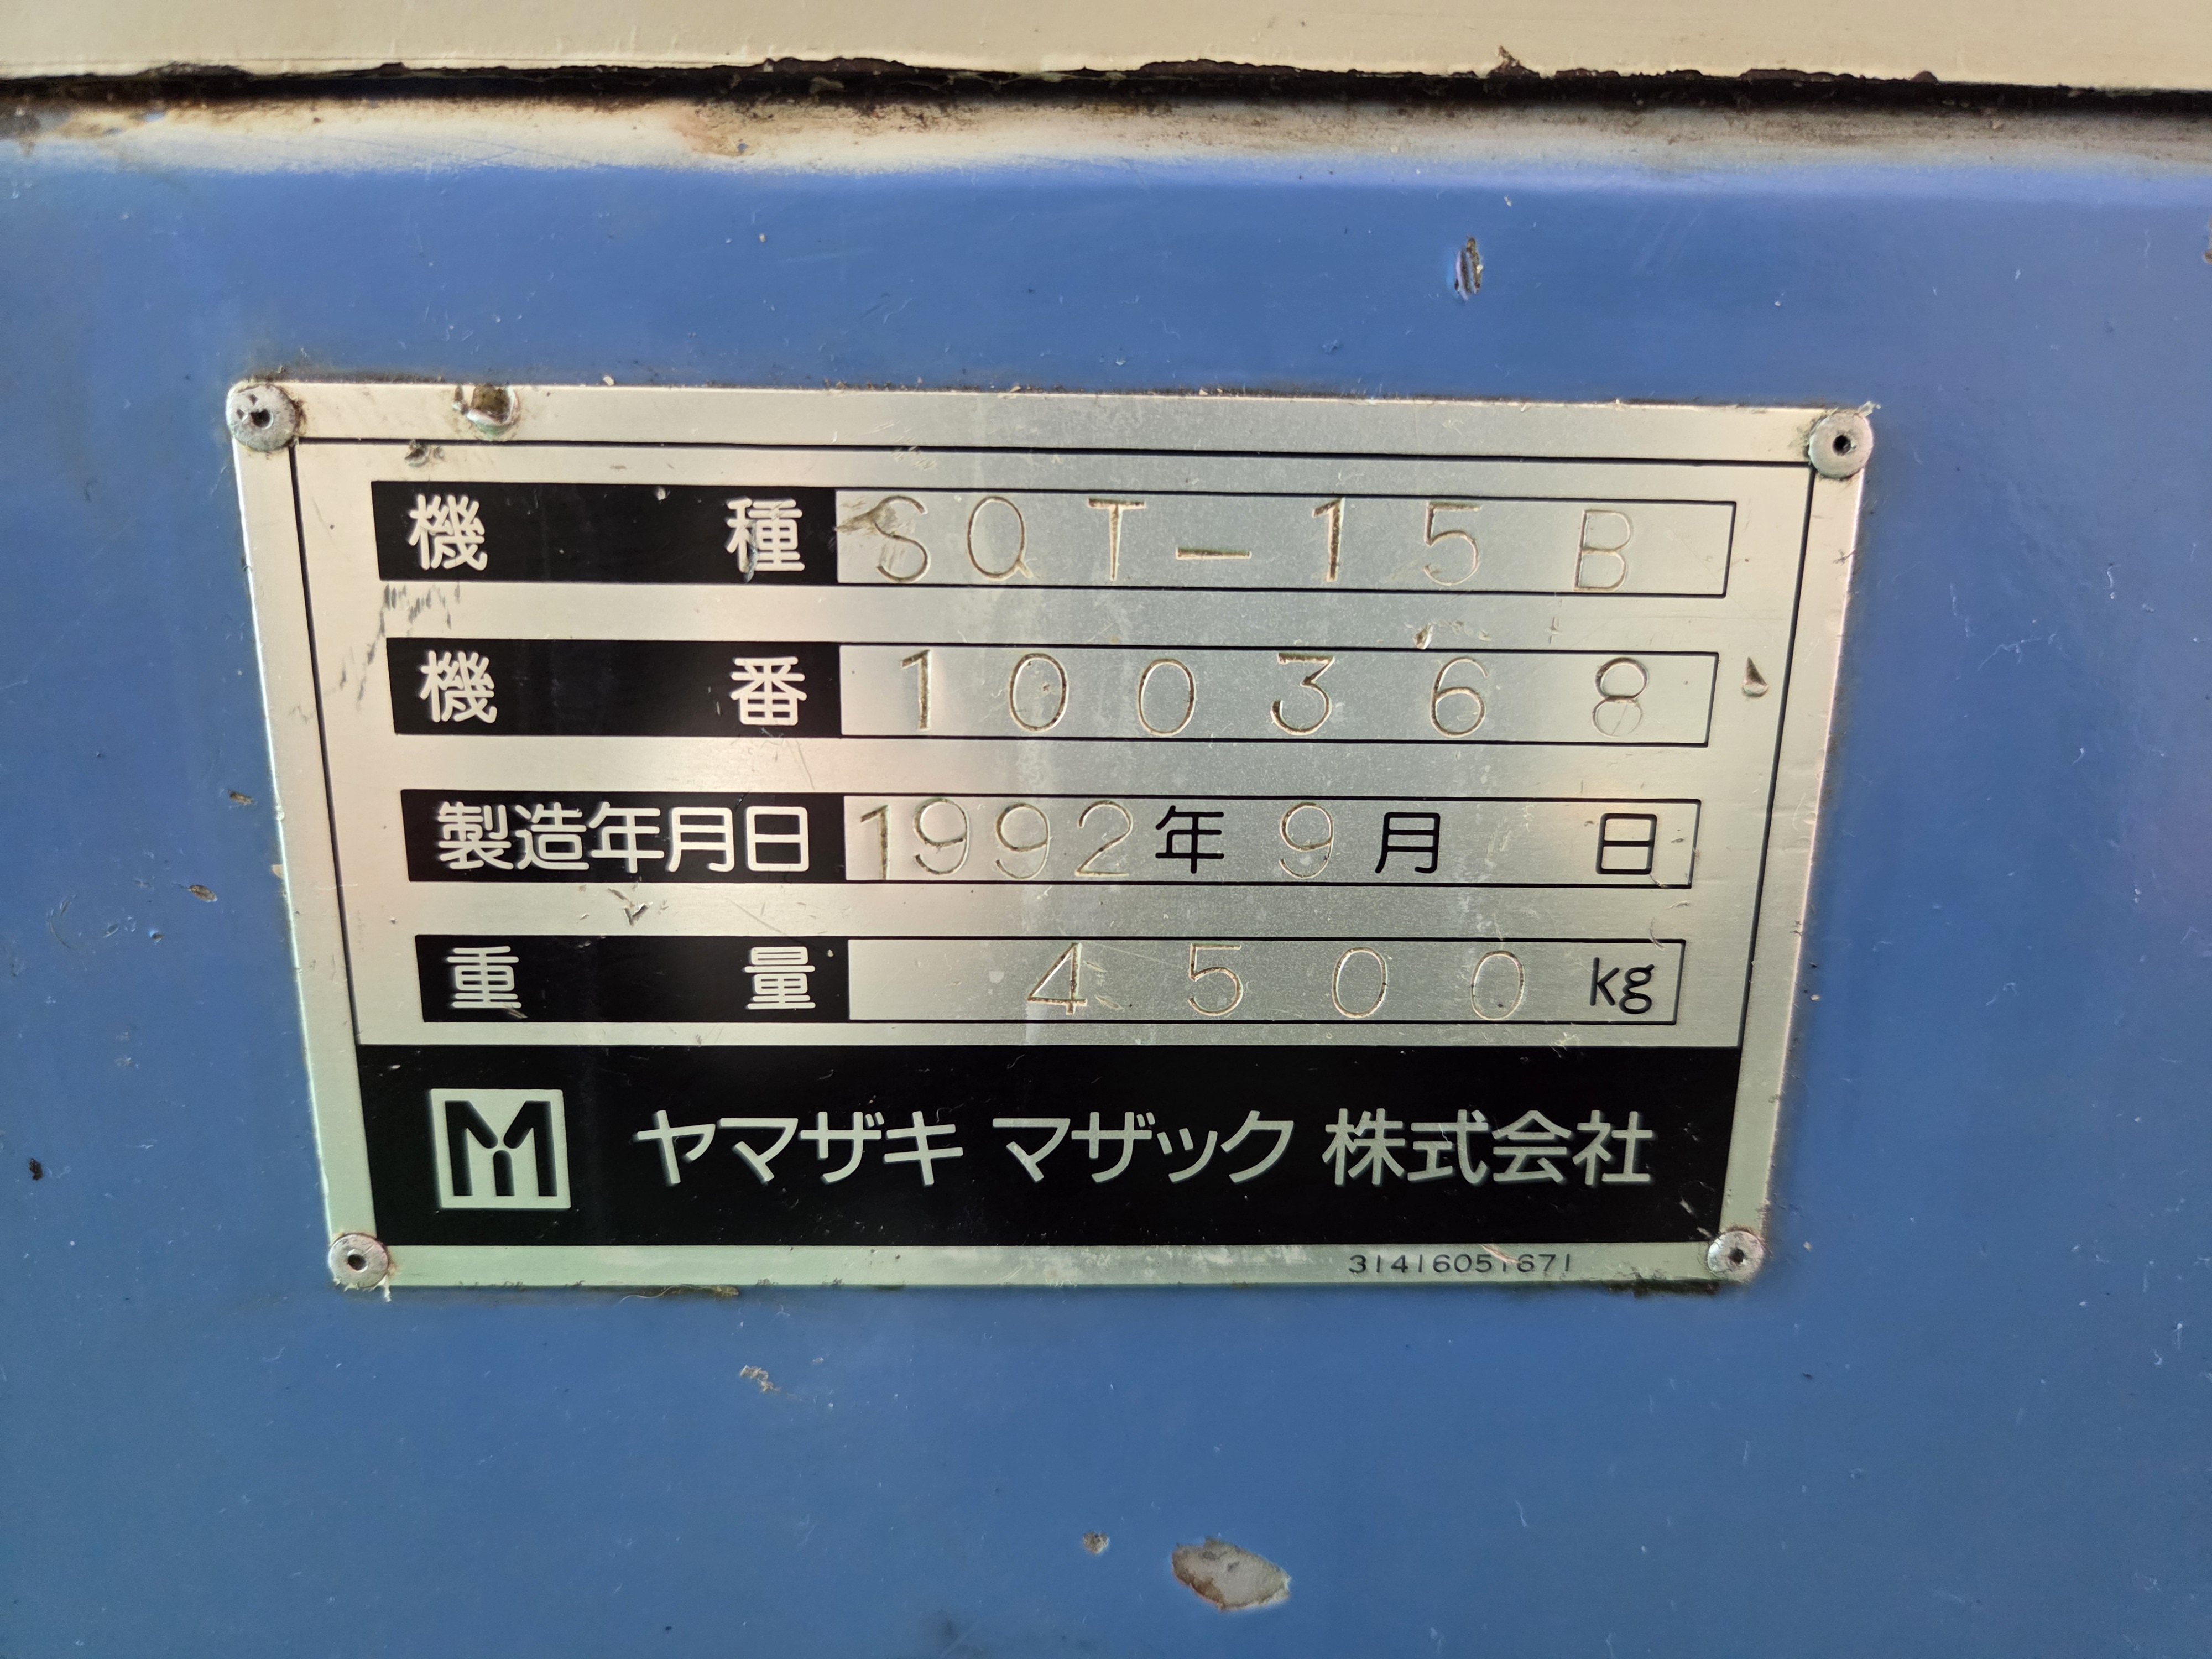 機種 SQT-15B
機番 100368
製造年月日 1992年9月 日
重量 4500kg
M ヤマザキ マザック 株式会社
31416051671